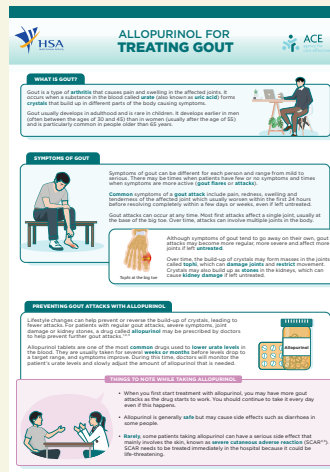 HSA
ALLOPURINOL FOR
TREATING GOUT
ACE
WHAT IS GOUT?
Gout is a type of arthritis that causes pain and swelling in the affected joints. It
occurs when a substance in the blood called urate (also known as uric acid) forms
crystals that build up in different parts of the body causing symptoms.
Gout usually develops in adulthood and is rare in children. It develops earlier in men
(often between the ages of 30 and 45) than in women (usually after the age of 55)
and is particularly common in people older than 65 years.
SYMPTOMS OF GOUT
Symptoms of gout can be different for each person and range from mild to
serious. There may be times when patients have few or no symptoms and times
when symptoms are more active (gout flares or attacks).
Common symptoms of a gout attack include pain, redness, swelling and
tenderness of the affected joint which usually worsen within the first 24 hours
before resolving completely within a few days or weeks, even if left untreated.
Gout attacks can occur at any time. Most first attacks affect a single joint, usually at
the base of the big toe. Over time, attacks can involve multiple joints in the body.
Although symptoms of gout tend to go away on their own, gout
attacks may become more regular, more severe and affect more
joints if left untreated.
Over time, the build-up of crystals may form masses in the joints
called tophi, which can damage joints and restrict movement.
Crystals may also build up as stones in the kidneys, which can
cause kidney damage if left untreated.
Tophi at the big toe
PREVENTING GOUT ATTACKS WITH ALLOPURINOL
Lifestyle changes can help prevent or reverse the build-up of crystals, leading to
fewer attacks. For patients with regular gout attacks, severe symptoms, joint
damage or kidney stones, a drug called allopurinol may be prescribed by doctors
to help prevent further gout attacks.
Allopurinol tablets are one of the most common drugs used to lower urate levels in
the blood. They are usually taken for several weeks or months before levels drop to
a target range, and symptoms improve. During this time, doctors will monitor the
patient's urate levels and slowly adjust the amount of allopurinol that is needed.
Allopurinol
THINGS TO NOTE WHILE TAKING ALLOPURINOL
• When you first start treatment with allopurinol, you may have more gout
attacks as the drug starts to work. You should continue to take it every day
even if this happens.
• Allopurinol is generally safe but may cause side effects such as diarrhoea in
some people.
• Rarely, some patients taking allopurinol can have a serious side effect that
mainly involves the skin, known as severe cutaneous adverse reaction (SCAR**).
SCAR needs to be treated immediately in the hospital because it could be
life-threatening.